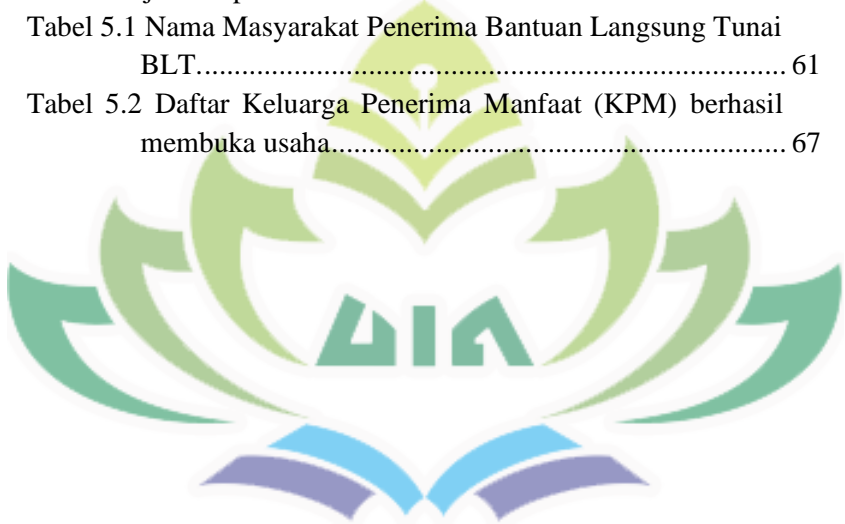 Tabel 5.1 Nama Masyarakat Penerima Bantuan Langsung Tunai
BLT.................................................................... 61
Tabel 5.2 Daftar Keluarga Penerima Manfaat (KPM) berhasil
membuka usaha..................................................... 67
UIN